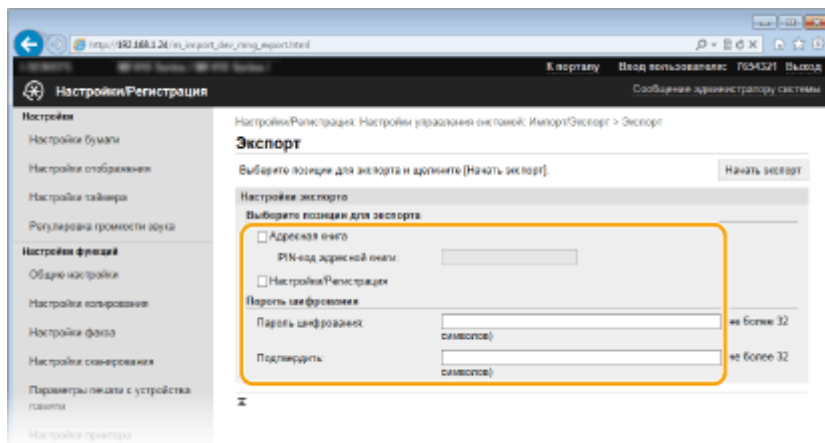 http://192.168.1.24/m_import_dev_mng_export.html
К порталу Вход пользователя: 7654321 Выход
Настройки/Регистрация
Сообщение администратору системы
Настройки
Настройки бумаги
Настройки отображения
Настройки таймера
Регулировка громкости звука
Настройки функций
Общие настройки
Настройки копирования
Настройки факса
Настройки сканирования
Параметры печати с устройства
памяти
Настройки принтера
Настройки/Регистрация: Настройки управления системой: Импорт/Экспорт > Экспорт
Экспорт
Выберите позиции для экспорта и щелкните [Начать экспорт].
Начать экспорт
Настройки экспорта
Выберите позиции для экспорта
Адресная книга
PIN-код адресной книги:
Настройки/Регистрация
Пароль шифрования
Пароль шифрования: не более 32
символов)
Подтвердить: не более 32
символов)